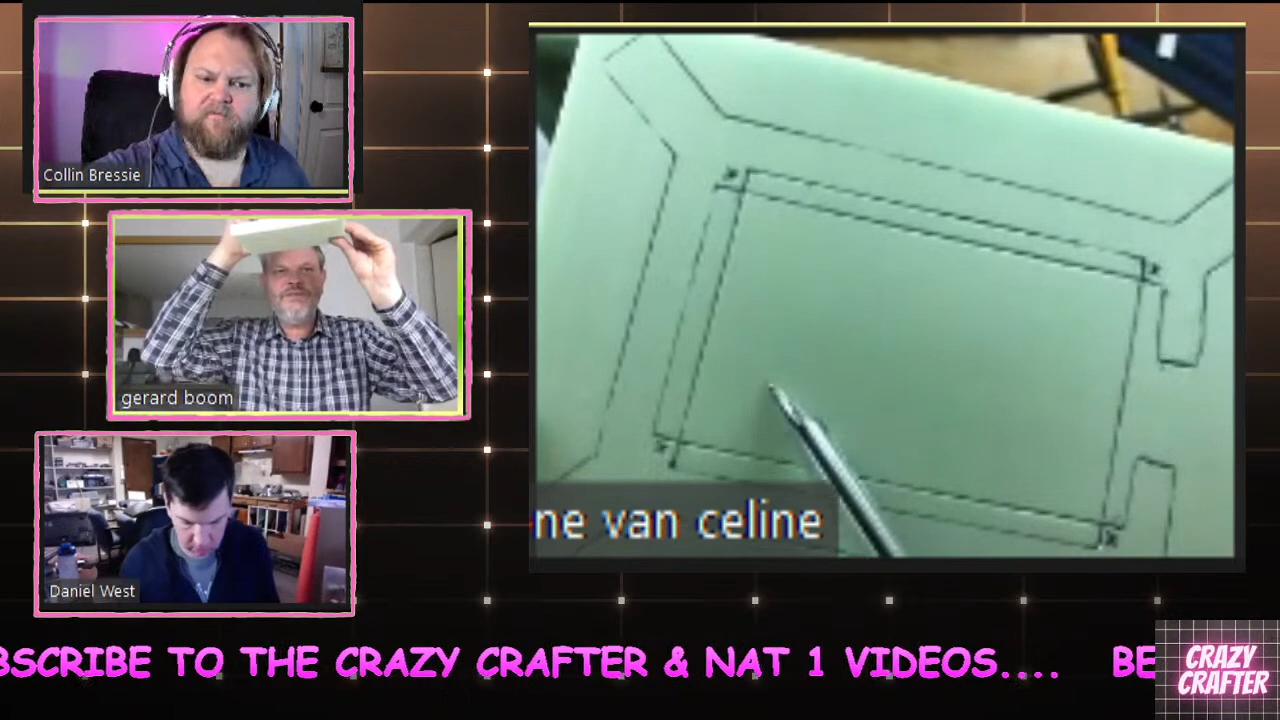 Collin Bressie
gerard boom
Daniel West
ne van celine
BSCRIBE TO THE CRAZY CRAFTER & NAT 1 VIDEOS.... BE
CRAZY
CRAFTER